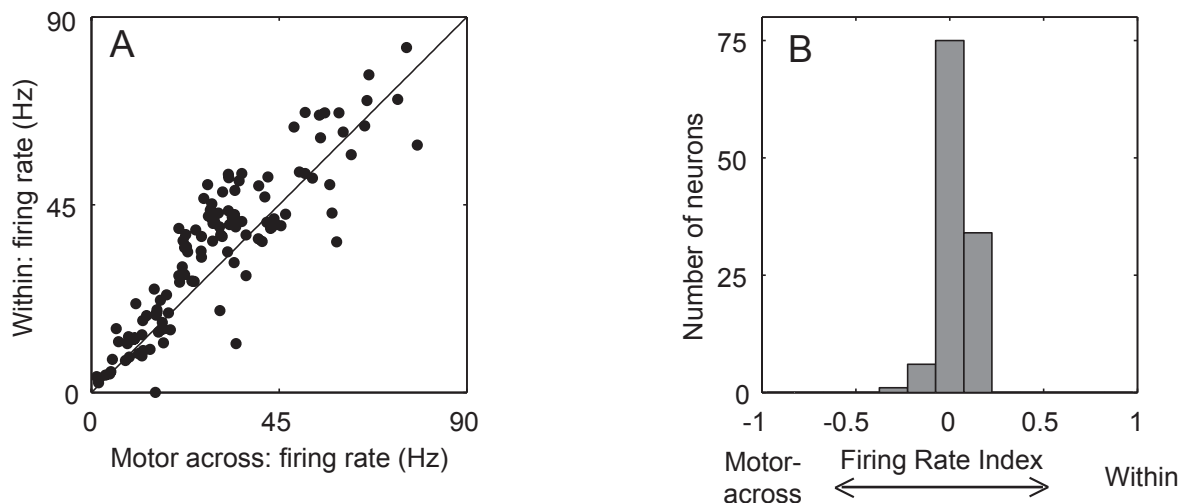 A
90
45
0
Within: firing rate (Hz)
0
45
90
Motor across: firing rate (Hz)
B
75
50
25
0
Number of neurons
-1
-0.5
0
0.5
1
Motor-
across
Firing Rate Index
Within